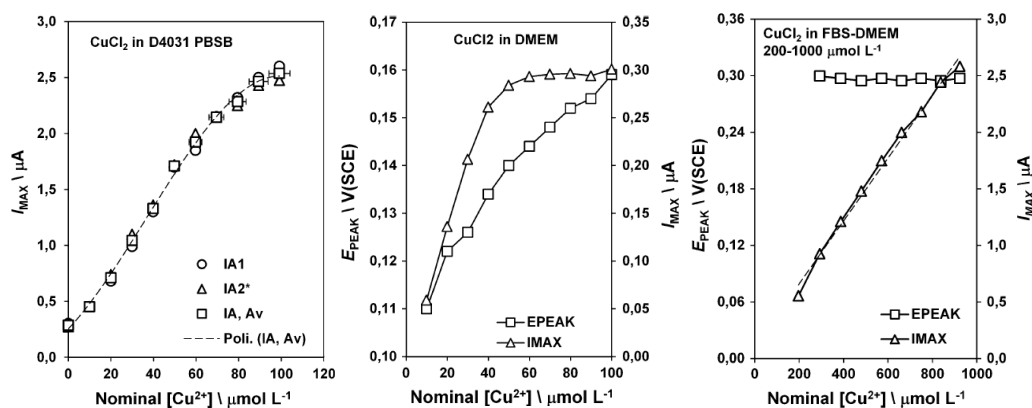 CuCl₂ in D4031 PBSB
3,0
2,5
2,0
1,5
1,0
0,5
0,0
I_MAX \ μA
IA1
IA2*
IA, Av
Poli. (IA, Av)
0 20 40 60 80 100 120
Nominal [Cu²⁺] \ μmol L⁻¹
CuCl2 in DMEM
0,17
0,16
0,15
0,14
0,13
0,12
0,11
0,10
E_PEAK \ V(SCE)
0,35
0,30
0,25
0,20
0,15
0,10
0,05
0,00
I_MAX \ μA
EPEAK
IMAX
0 20 40 60 80 100
Nominal [Cu²⁺] \ μmol L⁻¹
CuCl₂ in FBS-DMEM
200-1000 μmol L⁻¹
0,36
0,30
0,24
0,18
0,12
0,06
0,00
E_PEAK \ V(SCE)
3,0
2,5
2,0
1,5
1,0
0,5
0,0
I_MAX \ μA
EPEAK
IMAX
0 200 400 600 800 1000
Nominal [Cu²⁺] \ μmol L⁻¹